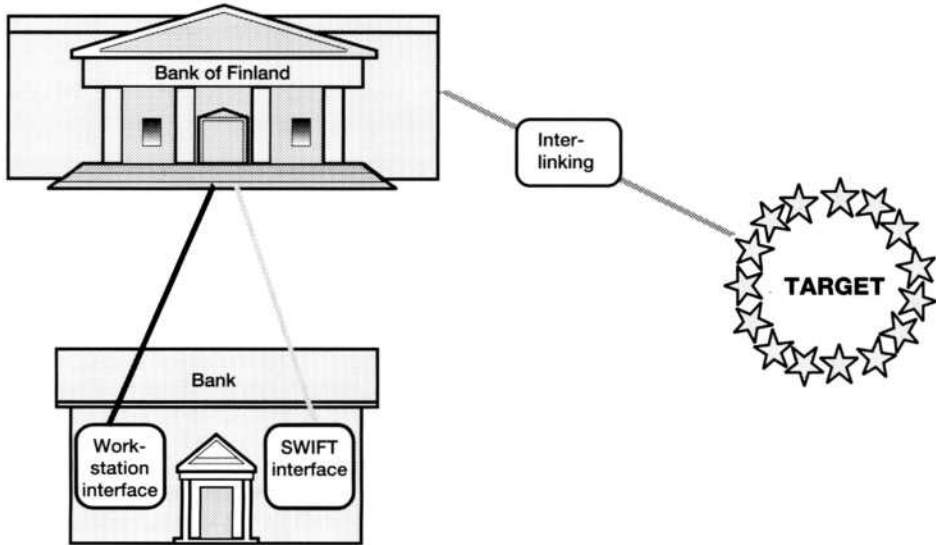 Bank of Finland
Inter-
linking
TARGET
Bank
Work-
station
interface
SWIFT
interface